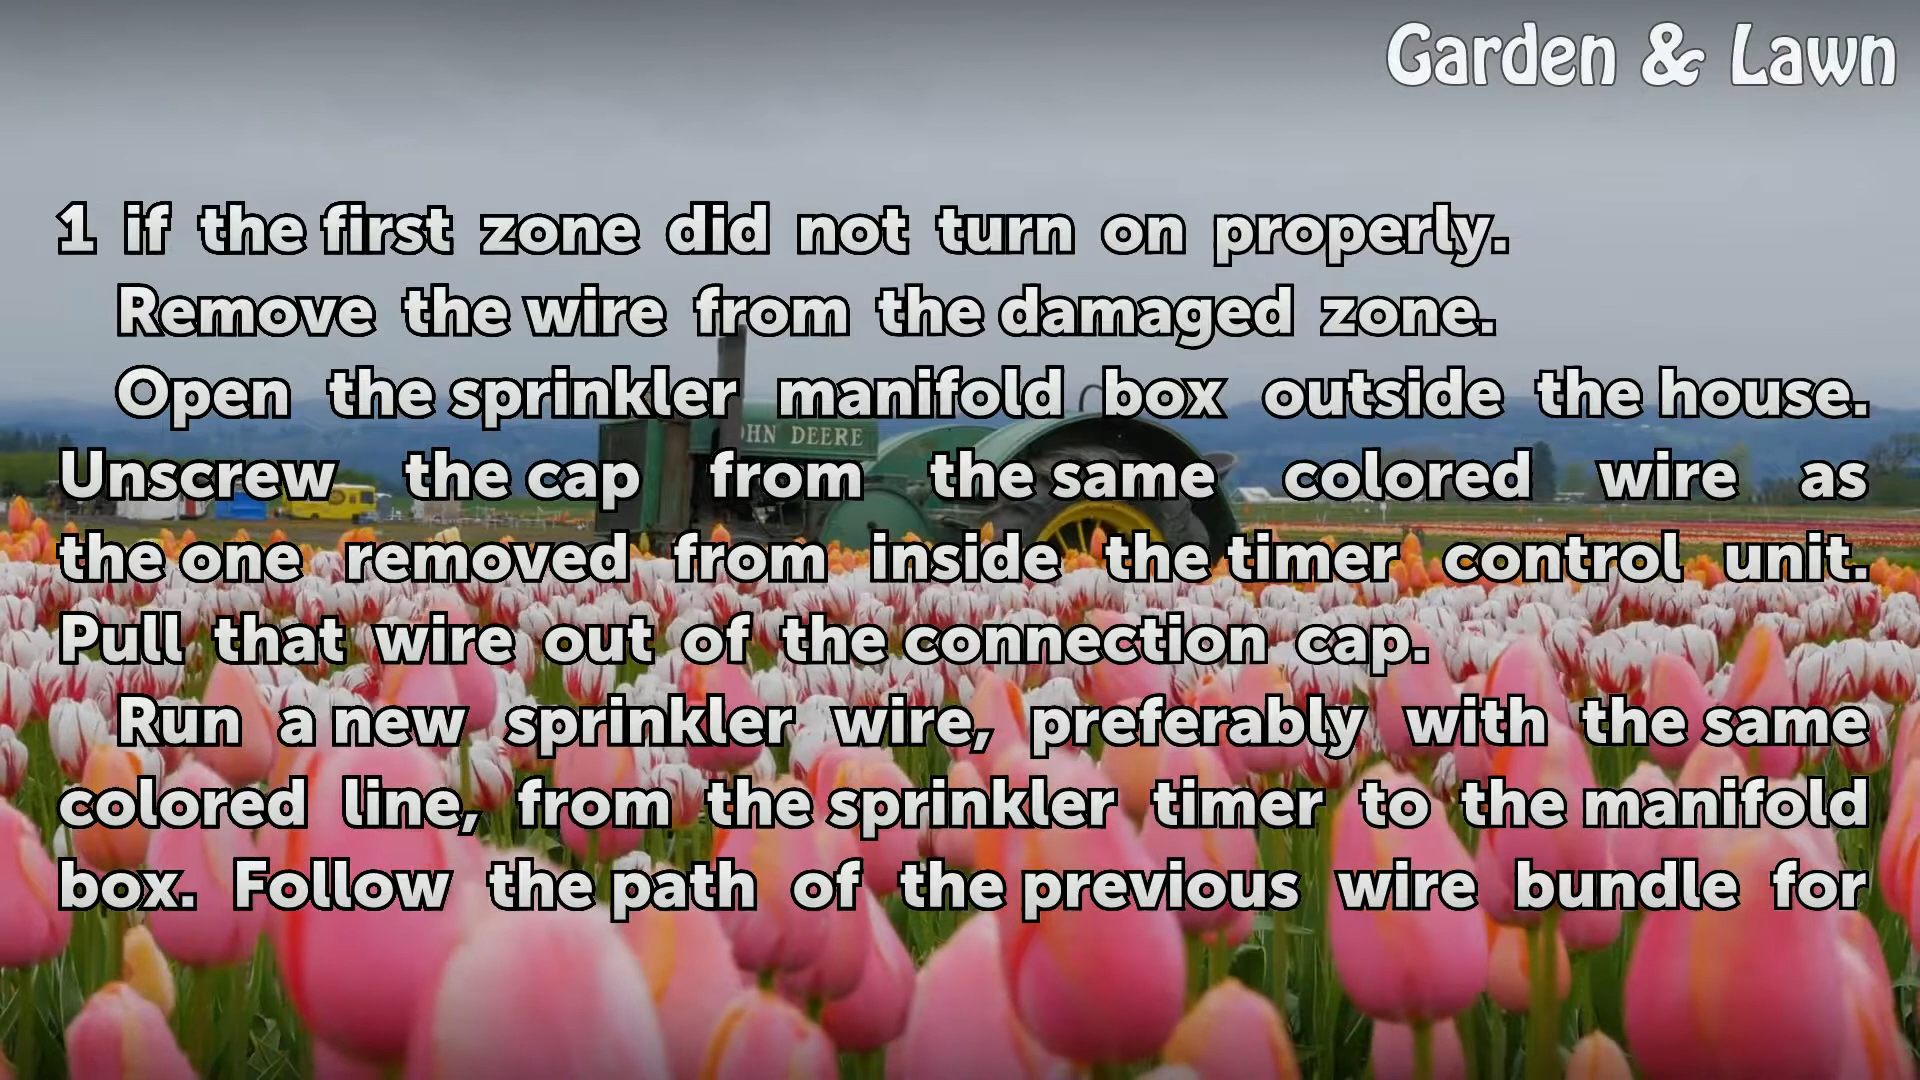 Garden & Lawn
1 if the first zone did not turn on properly.
Remove the wire from the damaged zone.
Open the sprinkler manifold box outside the house.
Unscrew the cap from the same colored wire as
the one removed from inside the timer control unit.
Pull that wire out of the connection cap.
Run a new sprinkler wire, preferably with the same
colored line, from the sprinkler timer to the manifold
box. Follow the path of the previous wire bundle for
OHN DEERE